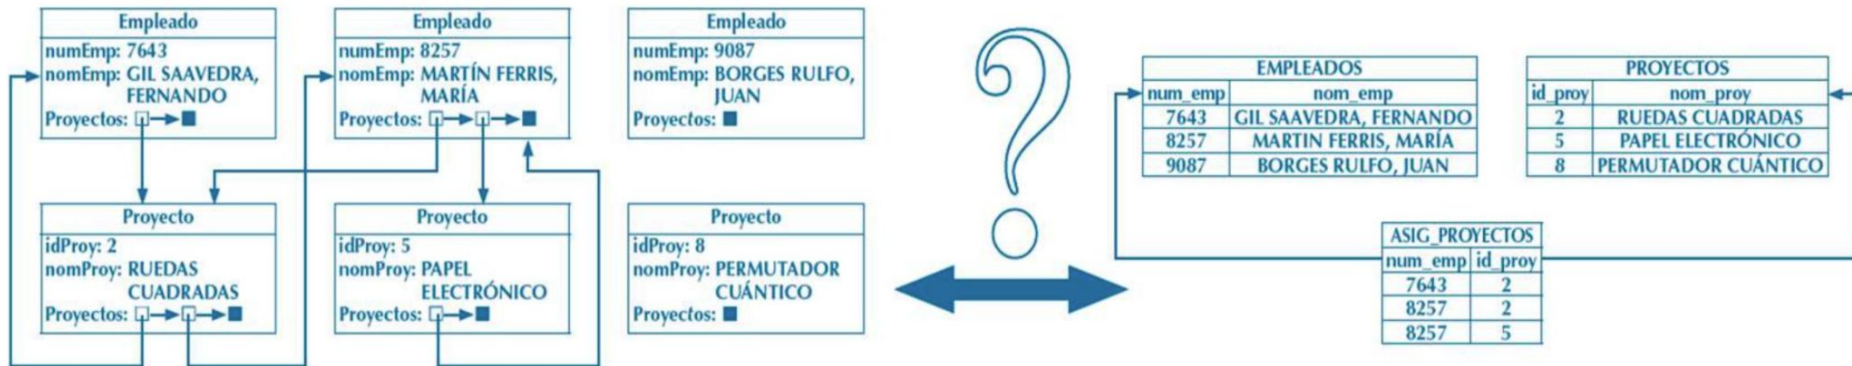 Empleado
numEmp: 7643
nomEmp: GIL SAAVEDRA,
FERNANDO
Proyectos:
Empleado
numEmp: 8257
nomEmp: MARTÍN FERRIS,
MARÍA
Proyectos:
Empleado
numEmp: 9087
nomEmp: BORGES RULFO,
JUAN
Proyectos:
Proyecto
idProy: 2
nomProy: RUEDAS
CUADRADAS
Proyectos:
Proyecto
idProy: 5
nomProy: PAPEL
ELECTRÓNICO
Proyectos:
Proyecto
idProy: 8
nomProy: PERMUTADOR
CUÁNTICO
Proyectos:
?
EMPLEADOS
num_emp nom_emp
7643 GIL SAAVEDRA, FERNANDO
8257 MARTIN FERRIS, MARÍA
9087 BORGES RULFO, JUAN
PROYECTOS
id_proy nom_proy
2 RUEDAS CUADRADAS
5 PAPEL ELECTRÓNICO
8 PERMUTADOR CUÁNTICO
ASIG_PROYECTOS
num_emp id_proy
7643 2
8257 2
8257 5